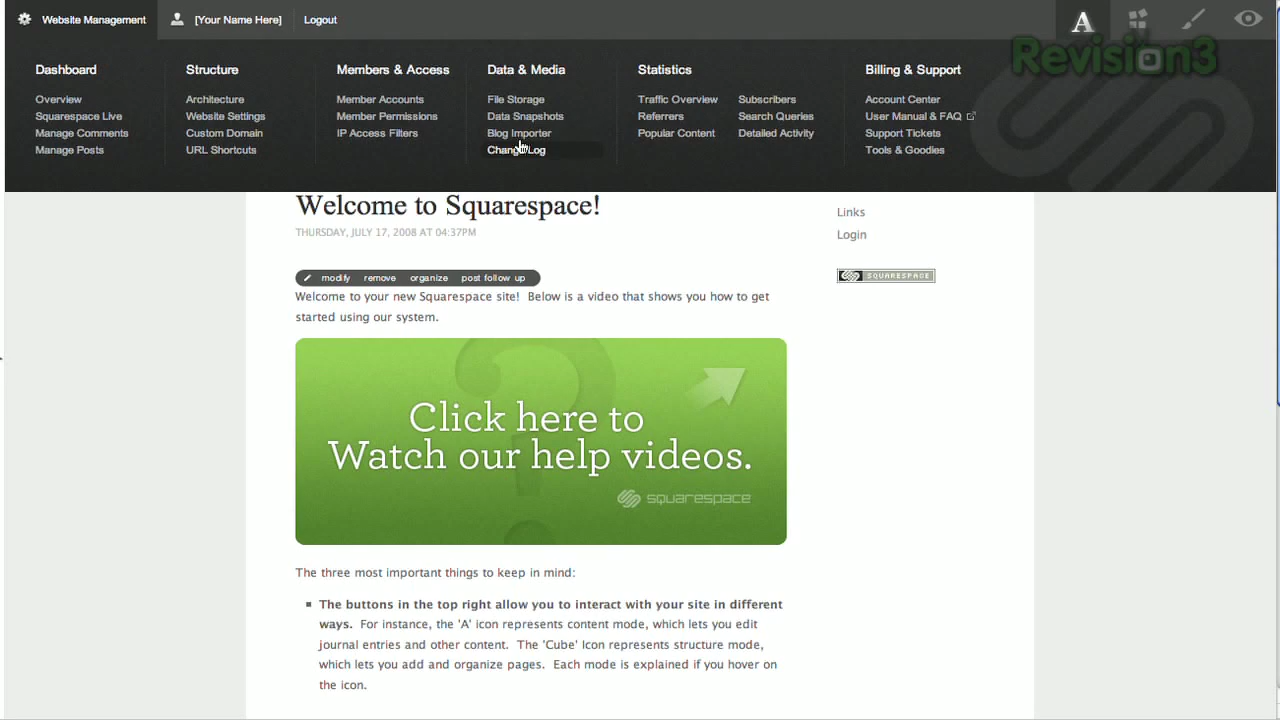 Website Management [Your Name Here] Logout A
Revision3
Dashboard Structure Members & Access Data & Media Statistics Billing & Support
Overview Architecture Member Accounts File Storage Traffic Overview Subscribers Account Center
Squarespace Live Website Settings Member Permissions Data Snapshots Referrers Search Queries User Manual & FAQ
Manage Comments Custom Domain IP Access Filters Blog Importer Popular Content Detailed Activity Support Tickets
Manage Posts URL Shortcuts Change Log Tools & Goodies
Welcome to Squarespace!
THURSDAY, JULY 17, 2008 AT 04:37PM
modify remove organize post follow up
Welcome to your new Squarespace site! Below is a video that shows you how to get
started using our system.
Click here to
Watch our help videos.
squarespace
The three most important things to keep in mind:
The buttons in the top right allow you to interact with your site in different
ways. For instance, the 'A' icon represents content mode, which lets you edit
journal entries and other content. The 'Cube' Icon represents structure mode,
which lets you add and organize pages. Each mode is explained if you hover on
the icon.
Links
Login
SQUARESPACE